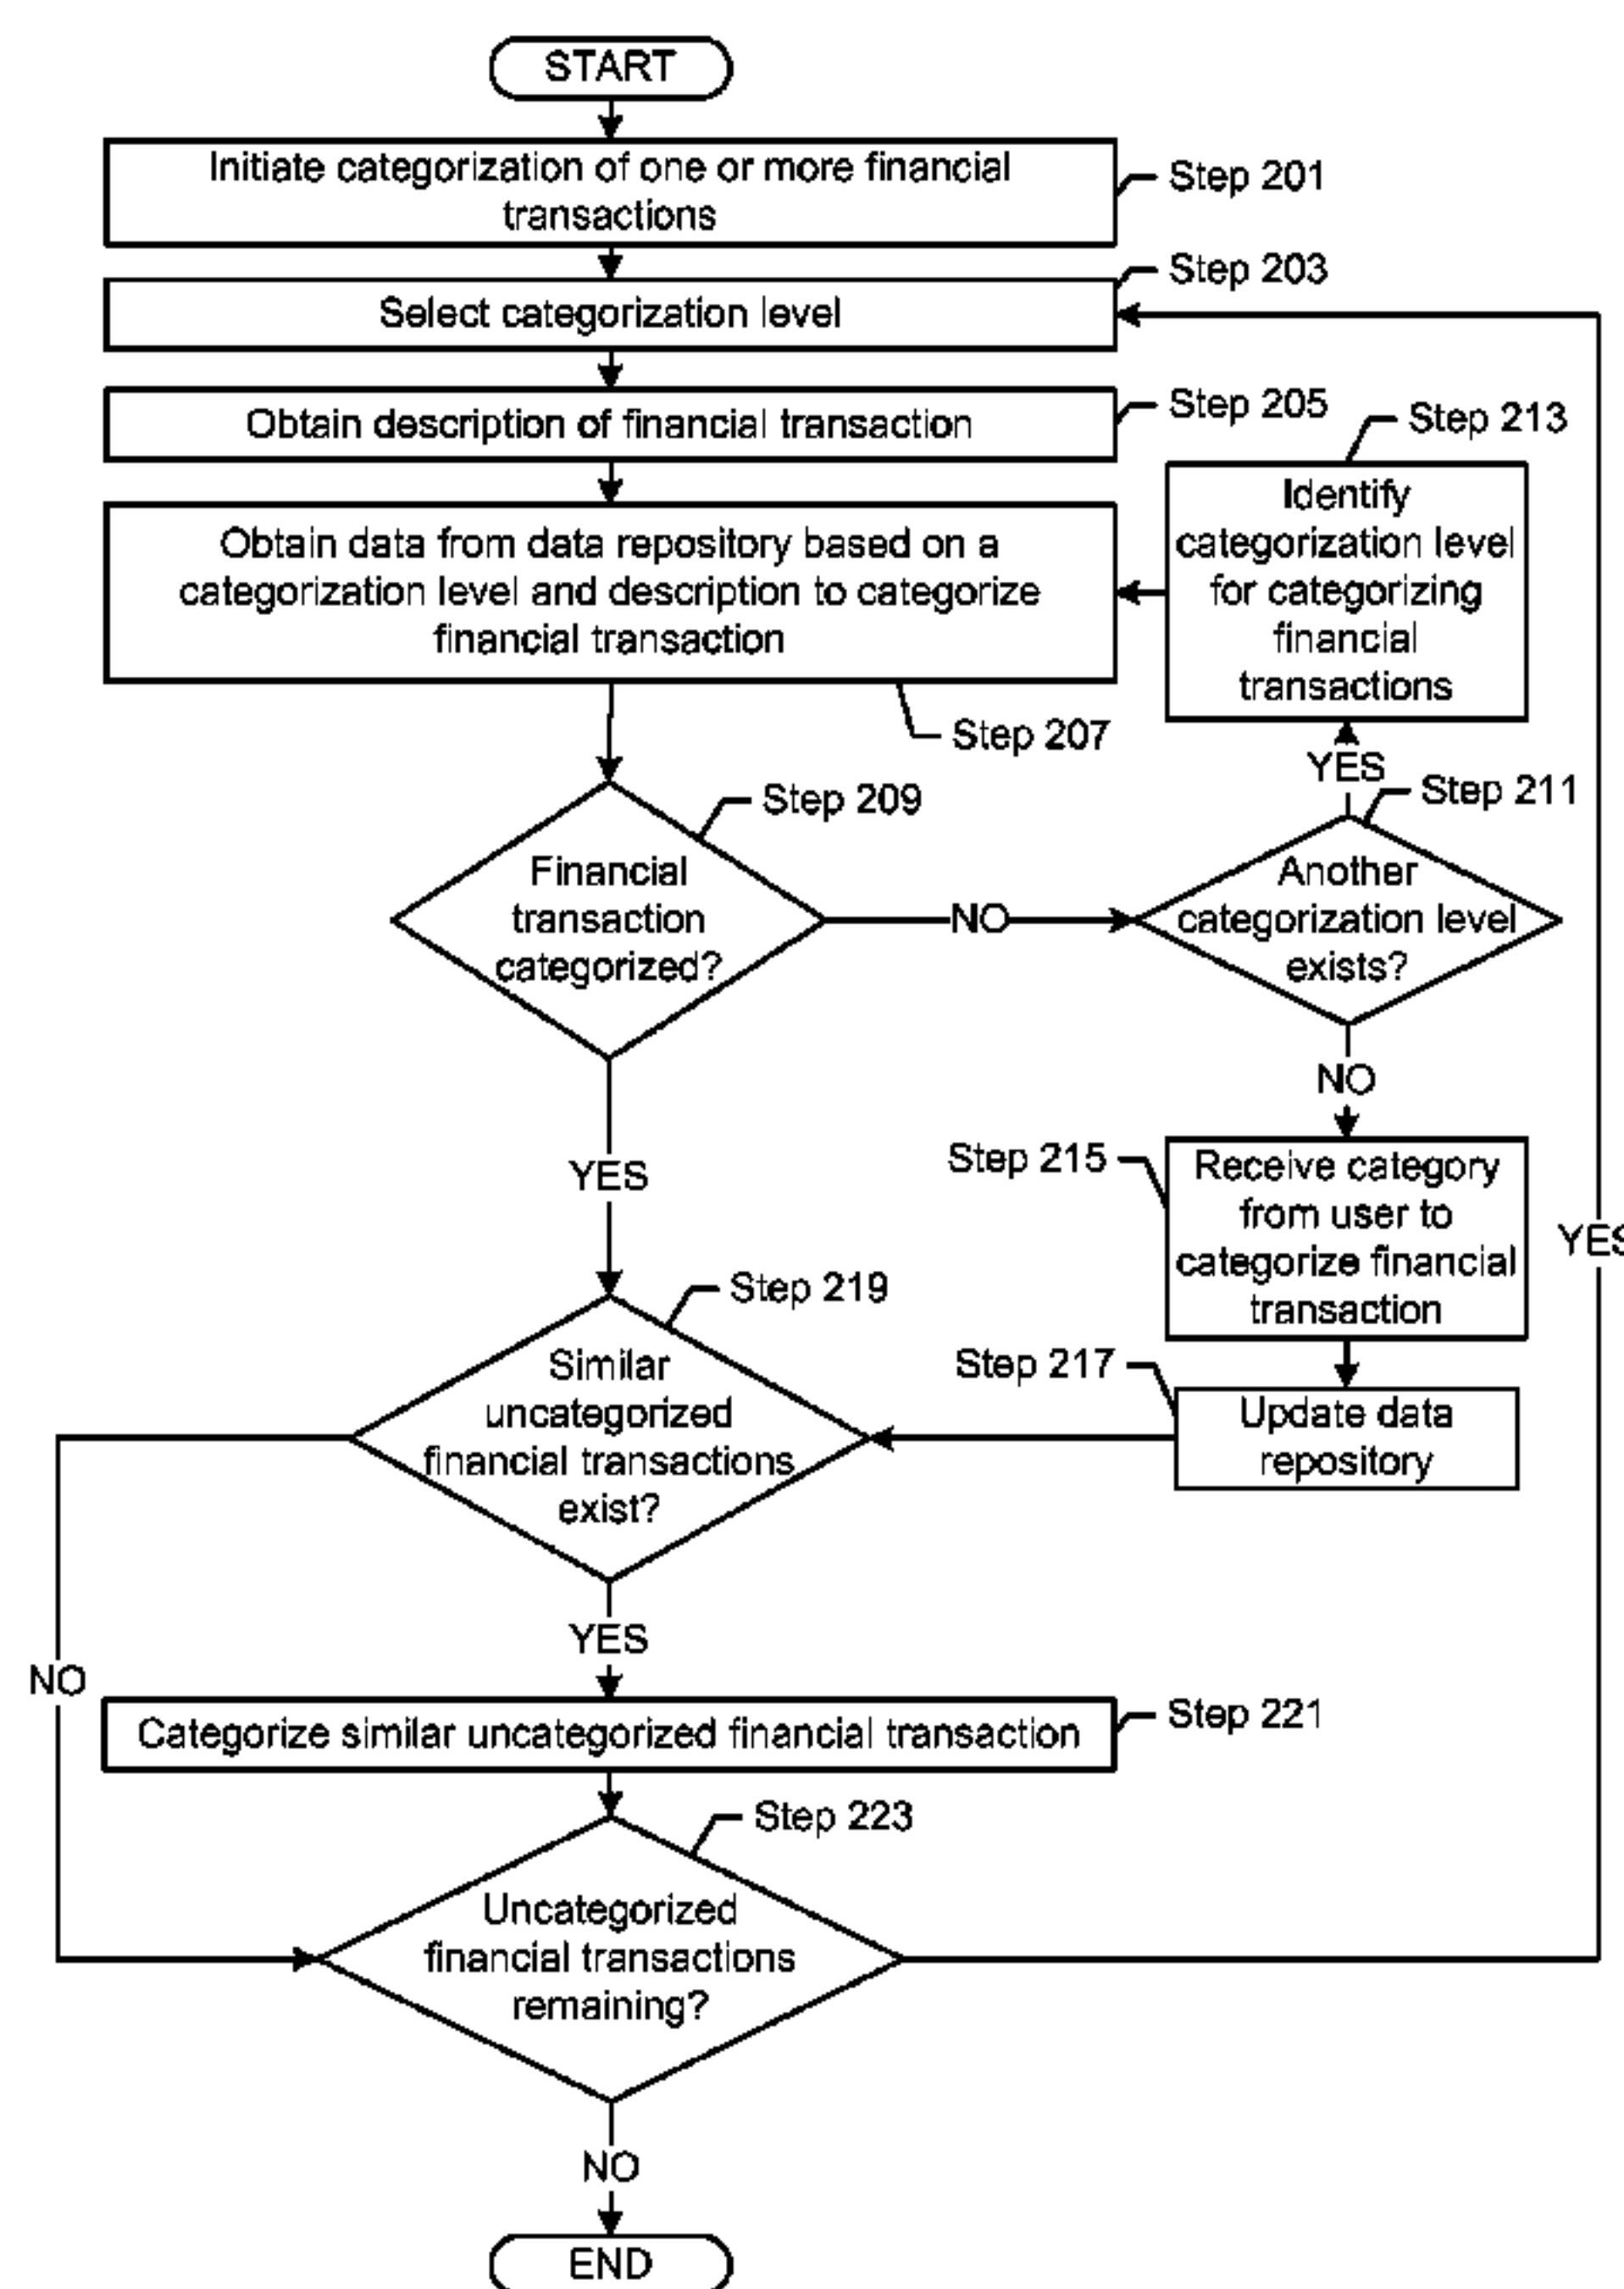 START
Initiate categorization of one or more financial
transactions
Step 201
Step 203
Select categorization level
Obtain description of financial transaction
Step 205
Step 213
Identify
categorization level
for categorizing
financial
transactions
Obtain data from data repository based on a
categorization level and description to categorize
financial transaction
Step 207
YES
Step 211
Step 209
Financial
transaction
categorized?
NO
Another
categorization level
exists?
NO
YES
Step 215
Receive category
from user to
categorize financial
transaction
YES
Step 219
Similar
uncategorized
financial transactions
exist?
Step 217
Update data
repository
YES
NO
Categorize similar uncategorized financial transaction
Step 221
Step 223
Uncategorized
financial transactions
remaining?
NO
END